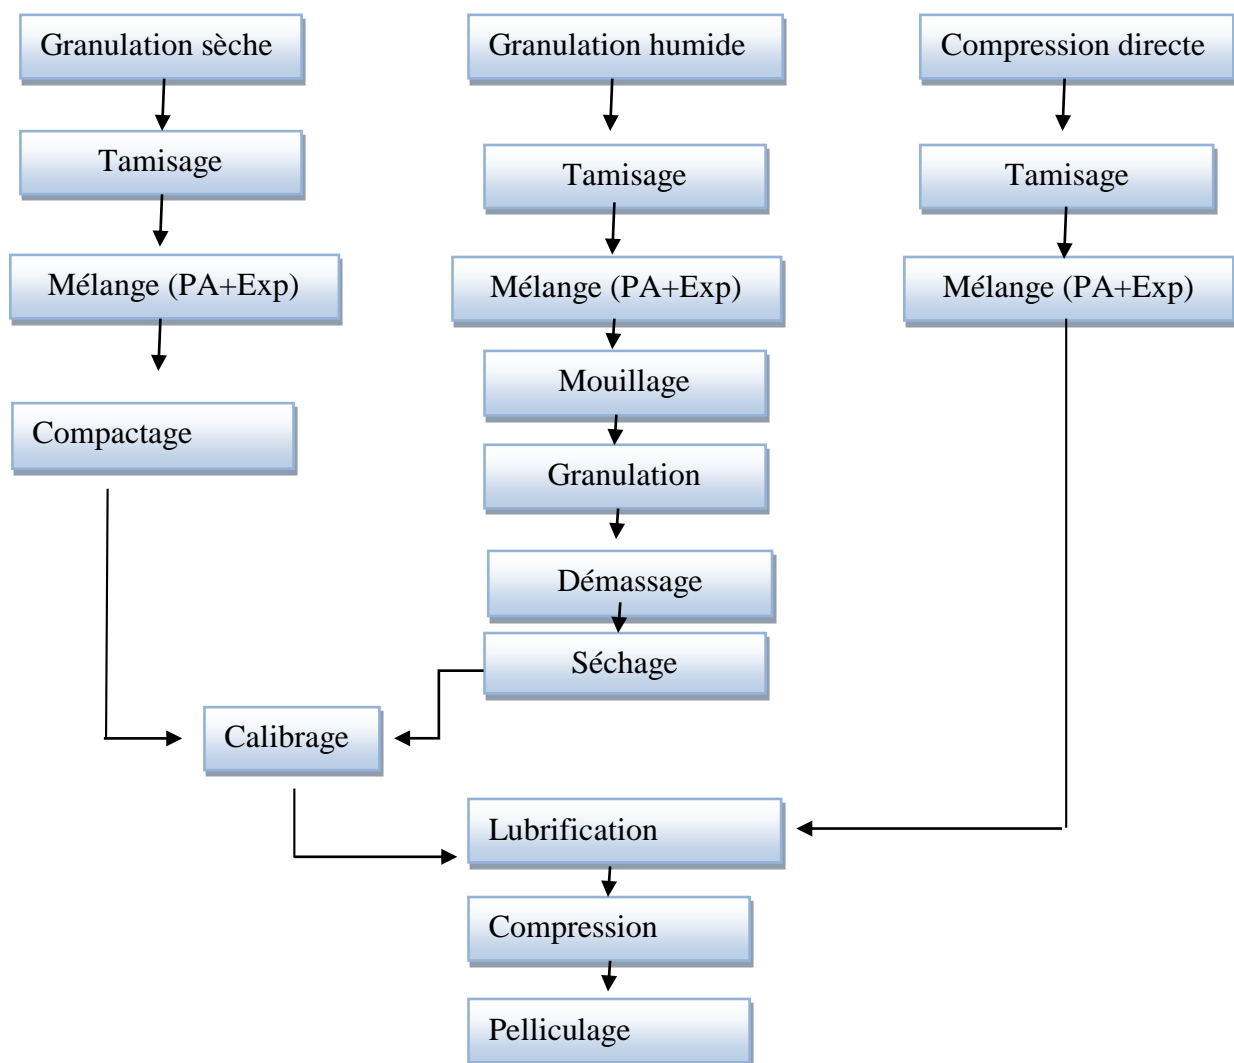 Granulation sèche
Granulation humide
Compression directe
Tamisage
Tamisage
Tamisage
Mélange (PA+Exp)
Mélange (PA+Exp)
Mélange (PA+Exp)
Mouillage
Compactage
Granulation
Démassage
Séchage
Calibrage
Lubrification
Compression
Pelliculage